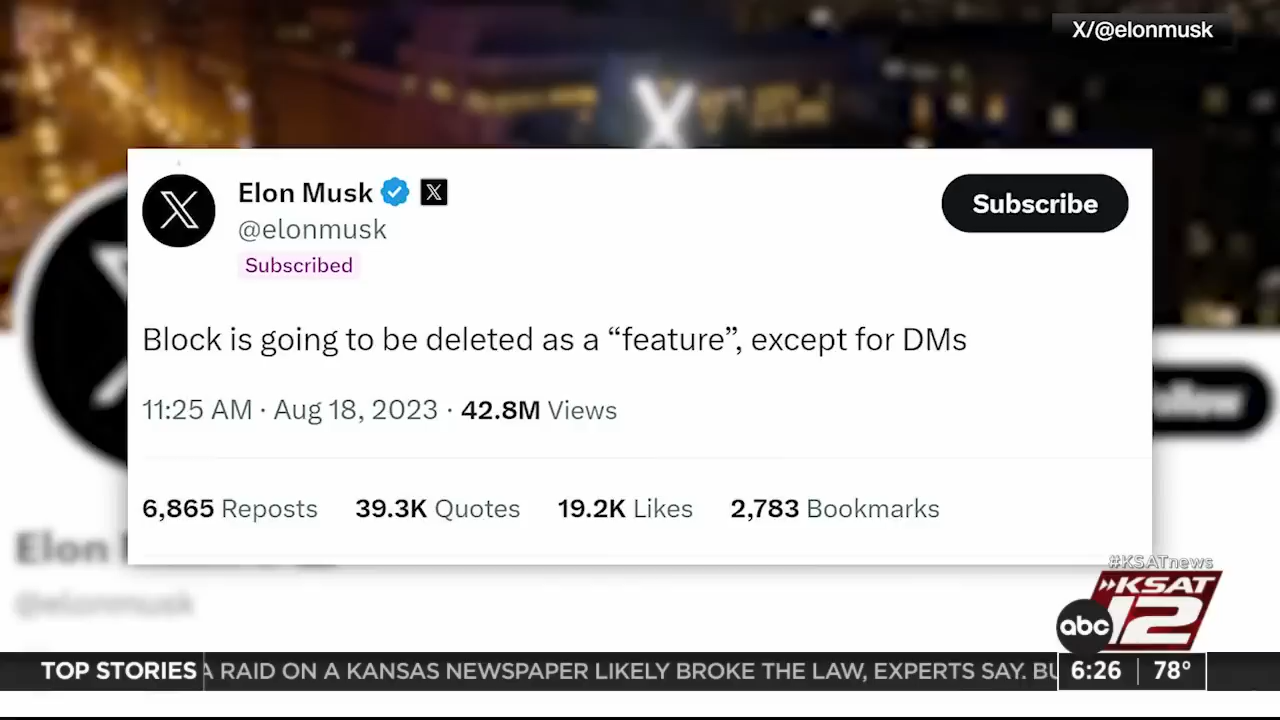 X/@elonmusk
X
Elon Musk
@elonmusk
Subscribed
Subscribe
Block is going to be deleted as a “feature”, except for DMs
11:25 AM · Aug 18, 2023 · 42.8M Views
6,865 Reposts 39.3K Quotes 19.2K Likes 2,783 Bookmarks
Elon
@elonmusk
#KSATnews
KSAT
abc 12
TOP STORIES A RAID ON A KANSAS NEWSPAPER LIKELY BROKE THE LAW, EXPERTS SAY. 6:26 78°